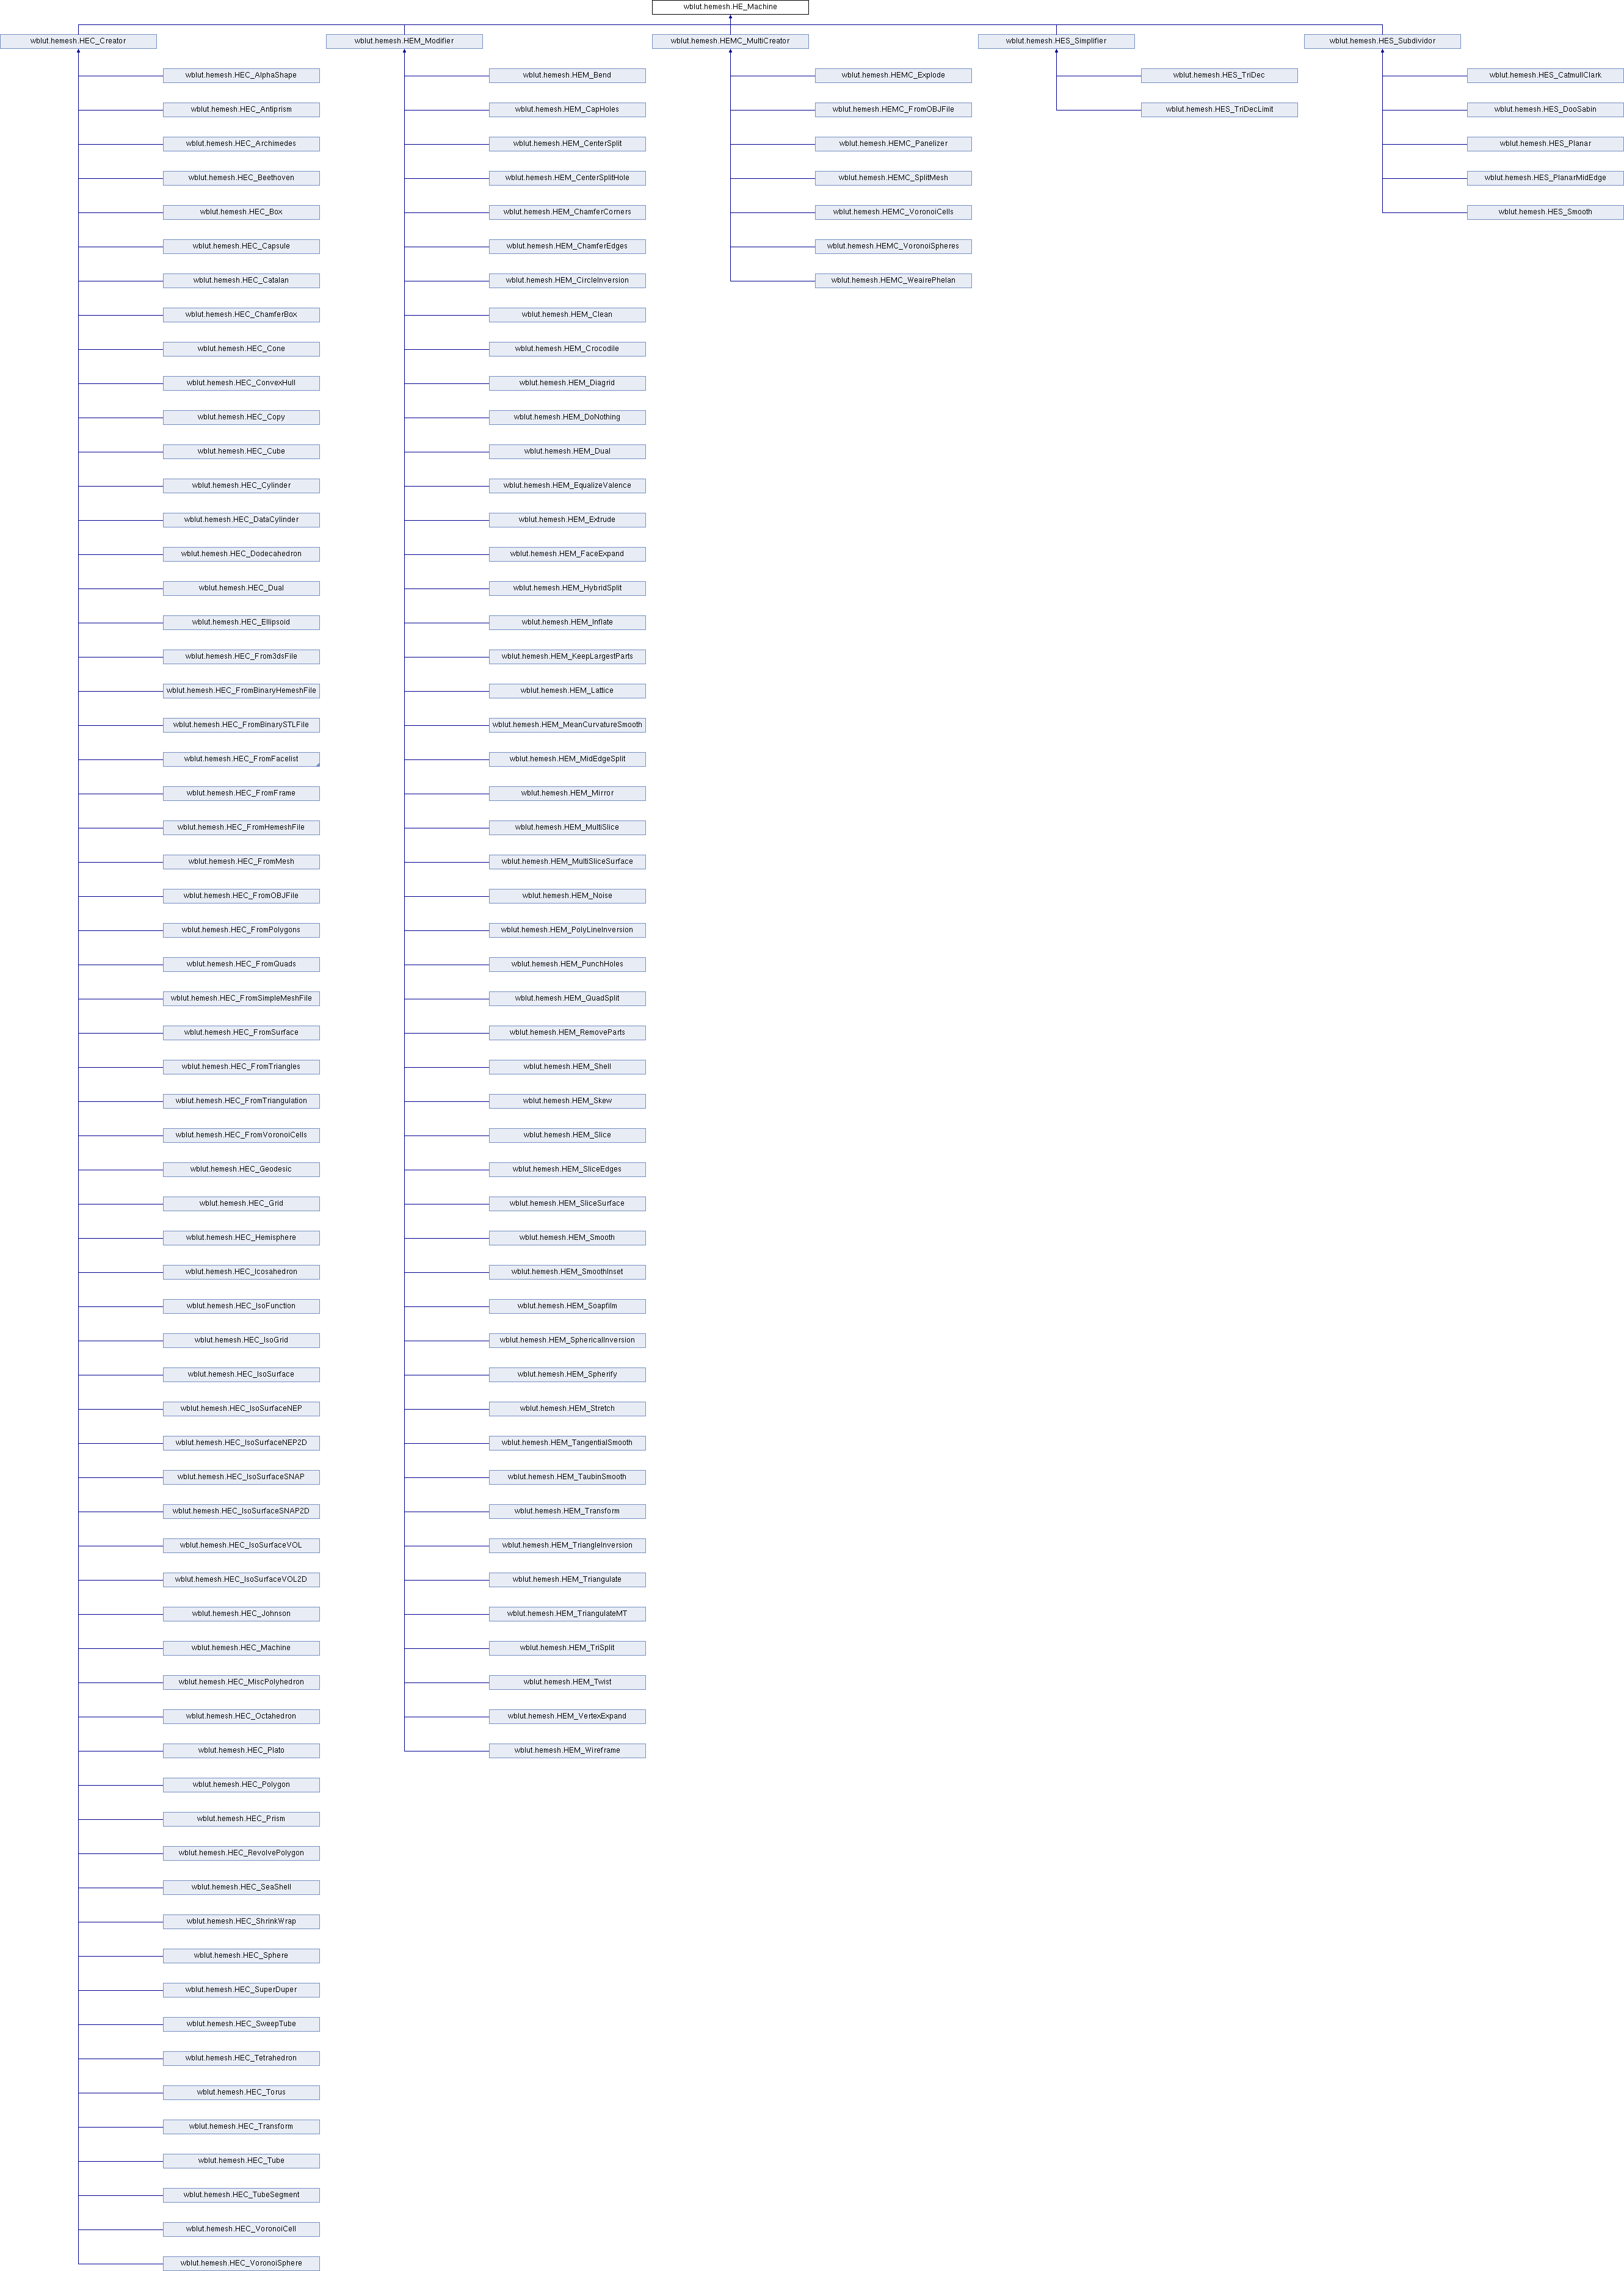 wblut.hemesh.HE_Machine
wblut.hemesh.HEC_Creator
wblut.hemesh.HEM_Modifier
wblut.hemesh.HEMC_MultiCreator
wblut.hemesh.HES_Simplifier
wblut.hemesh.HES_Subdividor
wblut.hemesh.HEC_AlphaShape
wblut.hemesh.HEC_Antiprism
wblut.hemesh.HEC_Archimedes
wblut.hemesh.HEC_Beethoven
wblut.hemesh.HEC_Box
wblut.hemesh.HEC_Capsule
wblut.hemesh.HEC_Catalan
wblut.hemesh.HEC_ChamferBox
wblut.hemesh.HEC_Cone
wblut.hemesh.HEC_ConvexHull
wblut.hemesh.HEC_Copy
wblut.hemesh.HEC_Cube
wblut.hemesh.HEC_Cylinder
wblut.hemesh.HEC_DataCylinder
wblut.hemesh.HEC_Dodecahedron
wblut.hemesh.HEC_Dual
wblut.hemesh.HEC_Ellipsoid
wblut.hemesh.HEC_From3dsFile
wblut.hemesh.HEC_FromBinaryHemeshFile
wblut.hemesh.HEC_FromBinarySTLFile
wblut.hemesh.HEC_FromFacelist
wblut.hemesh.HEC_FromFrame
wblut.hemesh.HEC_FromHemeshFile
wblut.hemesh.HEC_FromMesh
wblut.hemesh.HEC_FromOBJFile
wblut.hemesh.HEC_FromPolygons
wblut.hemesh.HEC_FromQuads
wblut.hemesh.HEC_FromSimpleMeshFile
wblut.hemesh.HEC_FromSurface
wblut.hemesh.HEC_FromTriangles
wblut.hemesh.HEC_FromTriangulation
wblut.hemesh.HEC_FromVoronoiCells
wblut.hemesh.HEC_Geodesic
wblut.hemesh.HEC_Grid
wblut.hemesh.HEC_Hemisphere
wblut.hemesh.HEC_Icosahedron
wblut.hemesh.HEC_IsoFunction
wblut.hemesh.HEC_IsoGrid
wblut.hemesh.HEC_IsoSurface
wblut.hemesh.HEC_IsoSurfaceNEP
wblut.hemesh.HEC_IsoSurfaceNEP2D
wblut.hemesh.HEC_IsoSurfaceSNAP
wblut.hemesh.HEC_IsoSurfaceSNAP2D
wblut.hemesh.HEC_IsoSurfaceVOL
wblut.hemesh.HEC_IsoSurfaceVOL2D
wblut.hemesh.HEC_Johnson
wblut.hemesh.HEC_Machine
wblut.hemesh.HEC_MiscPolyhedron
wblut.hemesh.HEC_Octahedron
wblut.hemesh.HEC_Plato
wblut.hemesh.HEC_Polygon
wblut.hemesh.HEC_Prism
wblut.hemesh.HEC_RevolvePolygon
wblut.hemesh.HEC_SeaShell
wblut.hemesh.HEC_ShrinkWrap
wblut.hemesh.HEC_Sphere
wblut.hemesh.HEC_SuperDuper
wblut.hemesh.HEC_SweepTube
wblut.hemesh.HEC_Tetrahedron
wblut.hemesh.HEC_Torus
wblut.hemesh.HEC_Transform
wblut.hemesh.HEC_Tube
wblut.hemesh.HEC_TubeSegment
wblut.hemesh.HEC_VoronoiCell
wblut.hemesh.HEC_VoronoiSphere
wblut.hemesh.HEM_Bend
wblut.hemesh.HEM_CapHoles
wblut.hemesh.HEM_CenterSplit
wblut.hemesh.HEM_CenterSplitHole
wblut.hemesh.HEM_ChamferCorners
wblut.hemesh.HEM_ChamferEdges
wblut.hemesh.HEM_CircleInversion
wblut.hemesh.HEM_Clean
wblut.hemesh.HEM_Crocodile
wblut.hemesh.HEM_Diagrid
wblut.hemesh.HEM_DoNothing
wblut.hemesh.HEM_Dual
wblut.hemesh.HEM_EqualizeValence
wblut.hemesh.HEM_Extrude
wblut.hemesh.HEM_FaceExpand
wblut.hemesh.HEM_HybridSplit
wblut.hemesh.HEM_Inflate
wblut.hemesh.HEM_KeepLargestParts
wblut.hemesh.HEM_Lattice
wblut.hemesh.HEM_MeanCurvatureSmooth
wblut.hemesh.HEM_MidEdgeSplit
wblut.hemesh.HEM_Mirror
wblut.hemesh.HEM_MultiSlice
wblut.hemesh.HEM_MultiSliceSurface
wblut.hemesh.HEM_Noise
wblut.hemesh.HEM_PolyLineInversion
wblut.hemesh.HEM_PunchHoles
wblut.hemesh.HEM_QuadSplit
wblut.hemesh.HEM_RemoveParts
wblut.hemesh.HEM_Shell
wblut.hemesh.HEM_Skew
wblut.hemesh.HEM_Slice
wblut.hemesh.HEM_SliceEdges
wblut.hemesh.HEM_SliceSurface
wblut.hemesh.HEM_Smooth
wblut.hemesh.HEM_SmoothInset
wblut.hemesh.HEM_Soapfilm
wblut.hemesh.HEM_SphericalInversion
wblut.hemesh.HEM_Spherify
wblut.hemesh.HEM_Stretch
wblut.hemesh.HEM_TangentialSmooth
wblut.hemesh.HEM_TaubinSmooth
wblut.hemesh.HEM_Transform
wblut.hemesh.HEM_TriangleInversion
wblut.hemesh.HEM_Triangulate
wblut.hemesh.HEM_TriangulateMT
wblut.hemesh.HEM_TriSplit
wblut.hemesh.HEM_Twist
wblut.hemesh.HEM_VertexExpand
wblut.hemesh.HEM_Wireframe
wblut.hemesh.HEMC_Explode
wblut.hemesh.HEMC_FromOBJFile
wblut.hemesh.HEMC_Panelizer
wblut.hemesh.HEMC_SplitMesh
wblut.hemesh.HEMC_VoronoiCells
wblut.hemesh.HEMC_VoronoiSpheres
wblut.hemesh.HEMC_WeairePhelan
wblut.hemesh.HES_TriDec
wblut.hemesh.HES_TriDecLimit
wblut.hemesh.HES_CatmullClark
wblut.hemesh.HES_DooSabin
wblut.hemesh.HES_Planar
wblut.hemesh.HES_PlanarMidEdge
wblut.hemesh.HES_Smooth